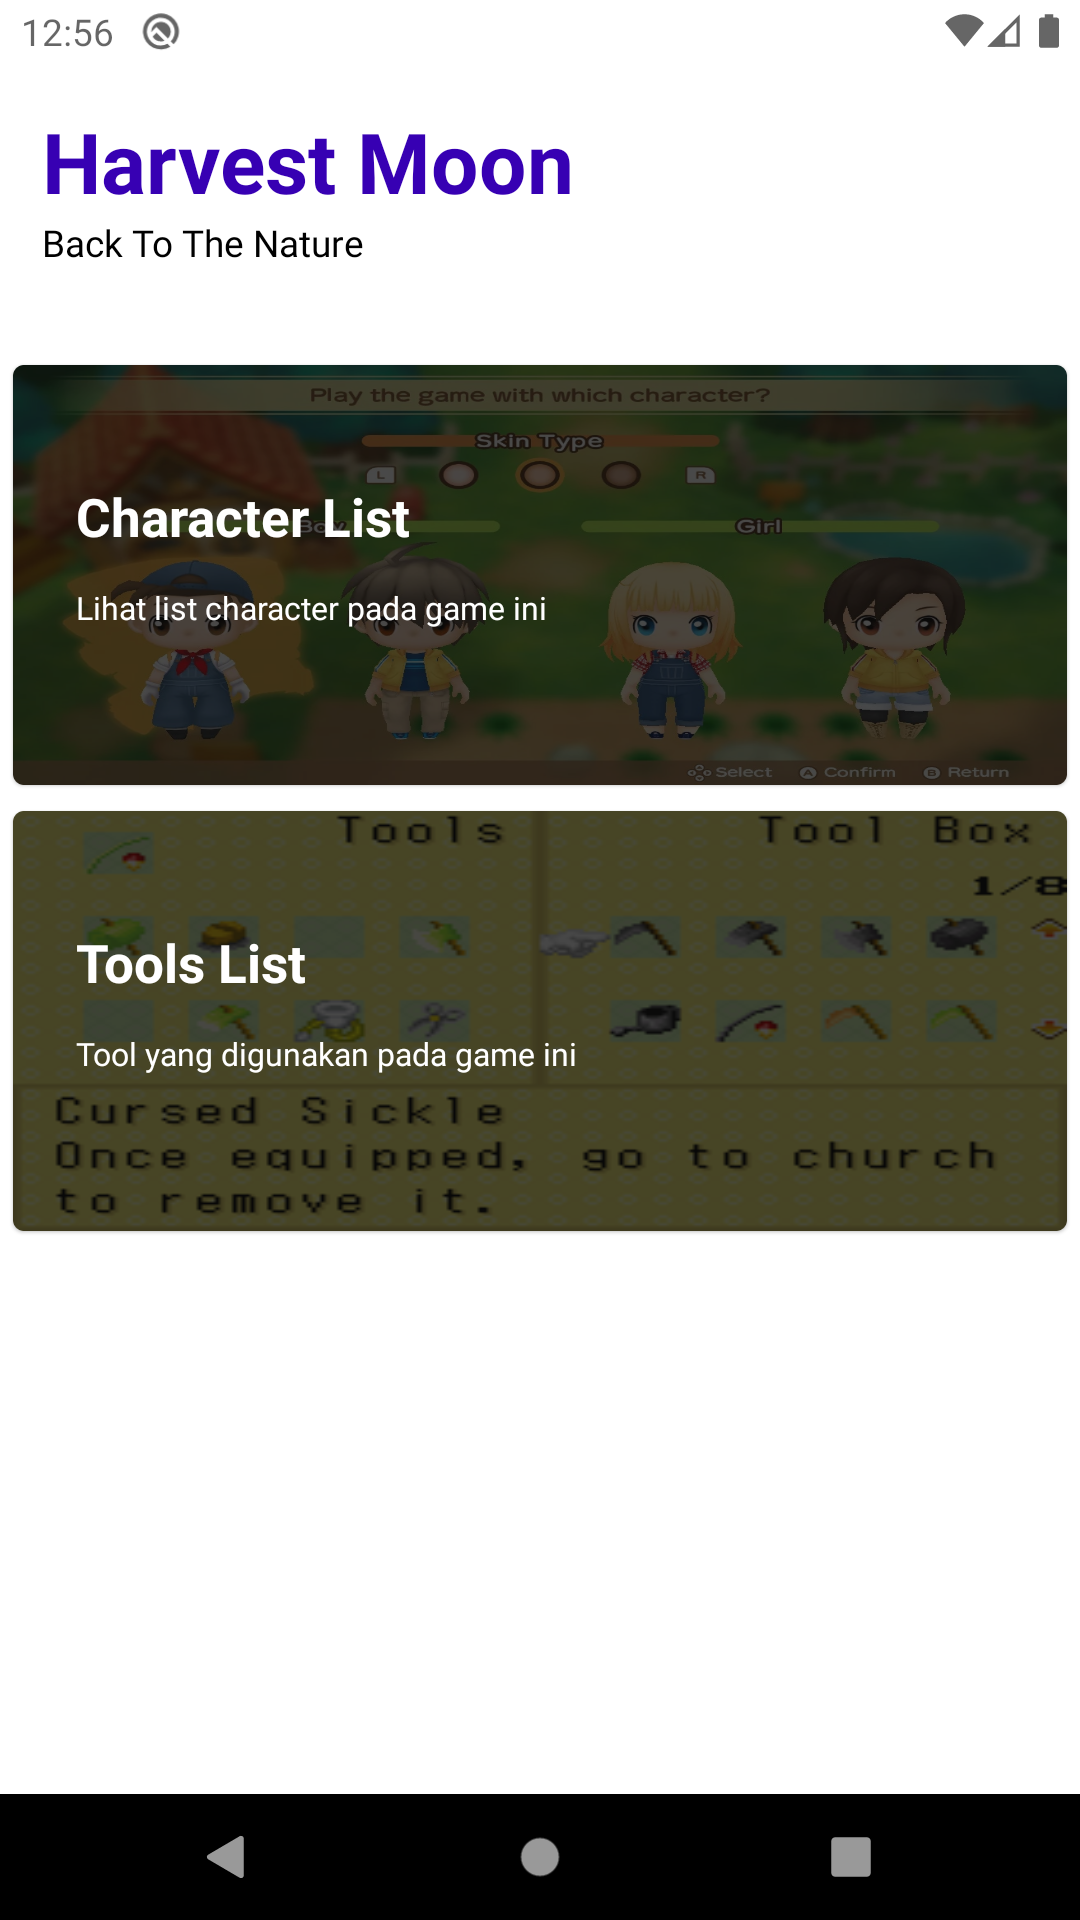 12:56
Harvest Moon
Back To The Nature
Play the game with which character?
Skin Type
L
R
Boy
Girl
Character List
Lihat list character pada game ini
Select
A Confirm
B Return
Tools
Tool Box
1/8
Tools List
Tool yang digunakan pada game ini
Cursed Sickle
Once equipped, go to church
to remove it.